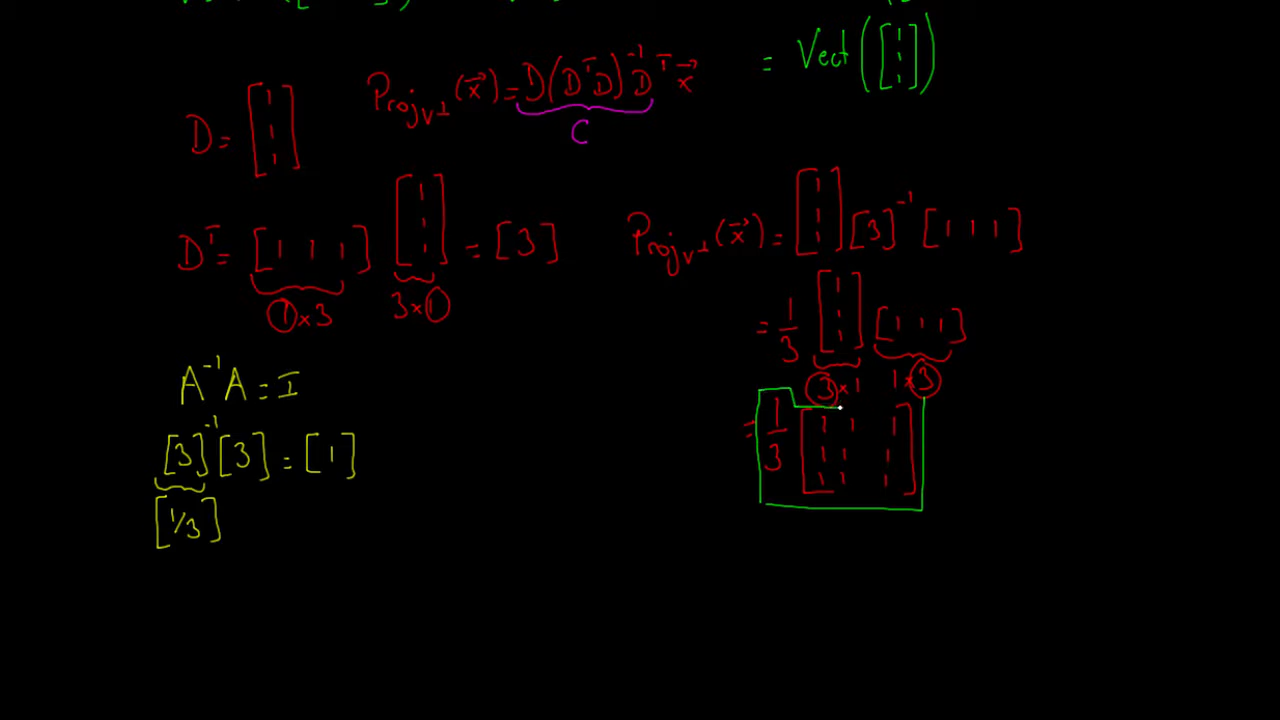 = Vect([1 1 1])
D = [1 1 1]
Proj_V⊥(x⃗) = D(DᵀD)⁻¹Dᵀx⃗
C
Dᵀ = [1 1 1] [1 1 1] = [3]
1×3 3×1
Proj_V⊥(x⃗) = [1 1 1] [3]⁻¹ [1 1 1]
= 1/3 [1 1 1] [1 1 1]
3×1 1×3
= 1/3 [1 1 1
1 1 1
1 1 1]
A⁻¹A = I
[3]⁻¹[3] = [1]
[1/3]